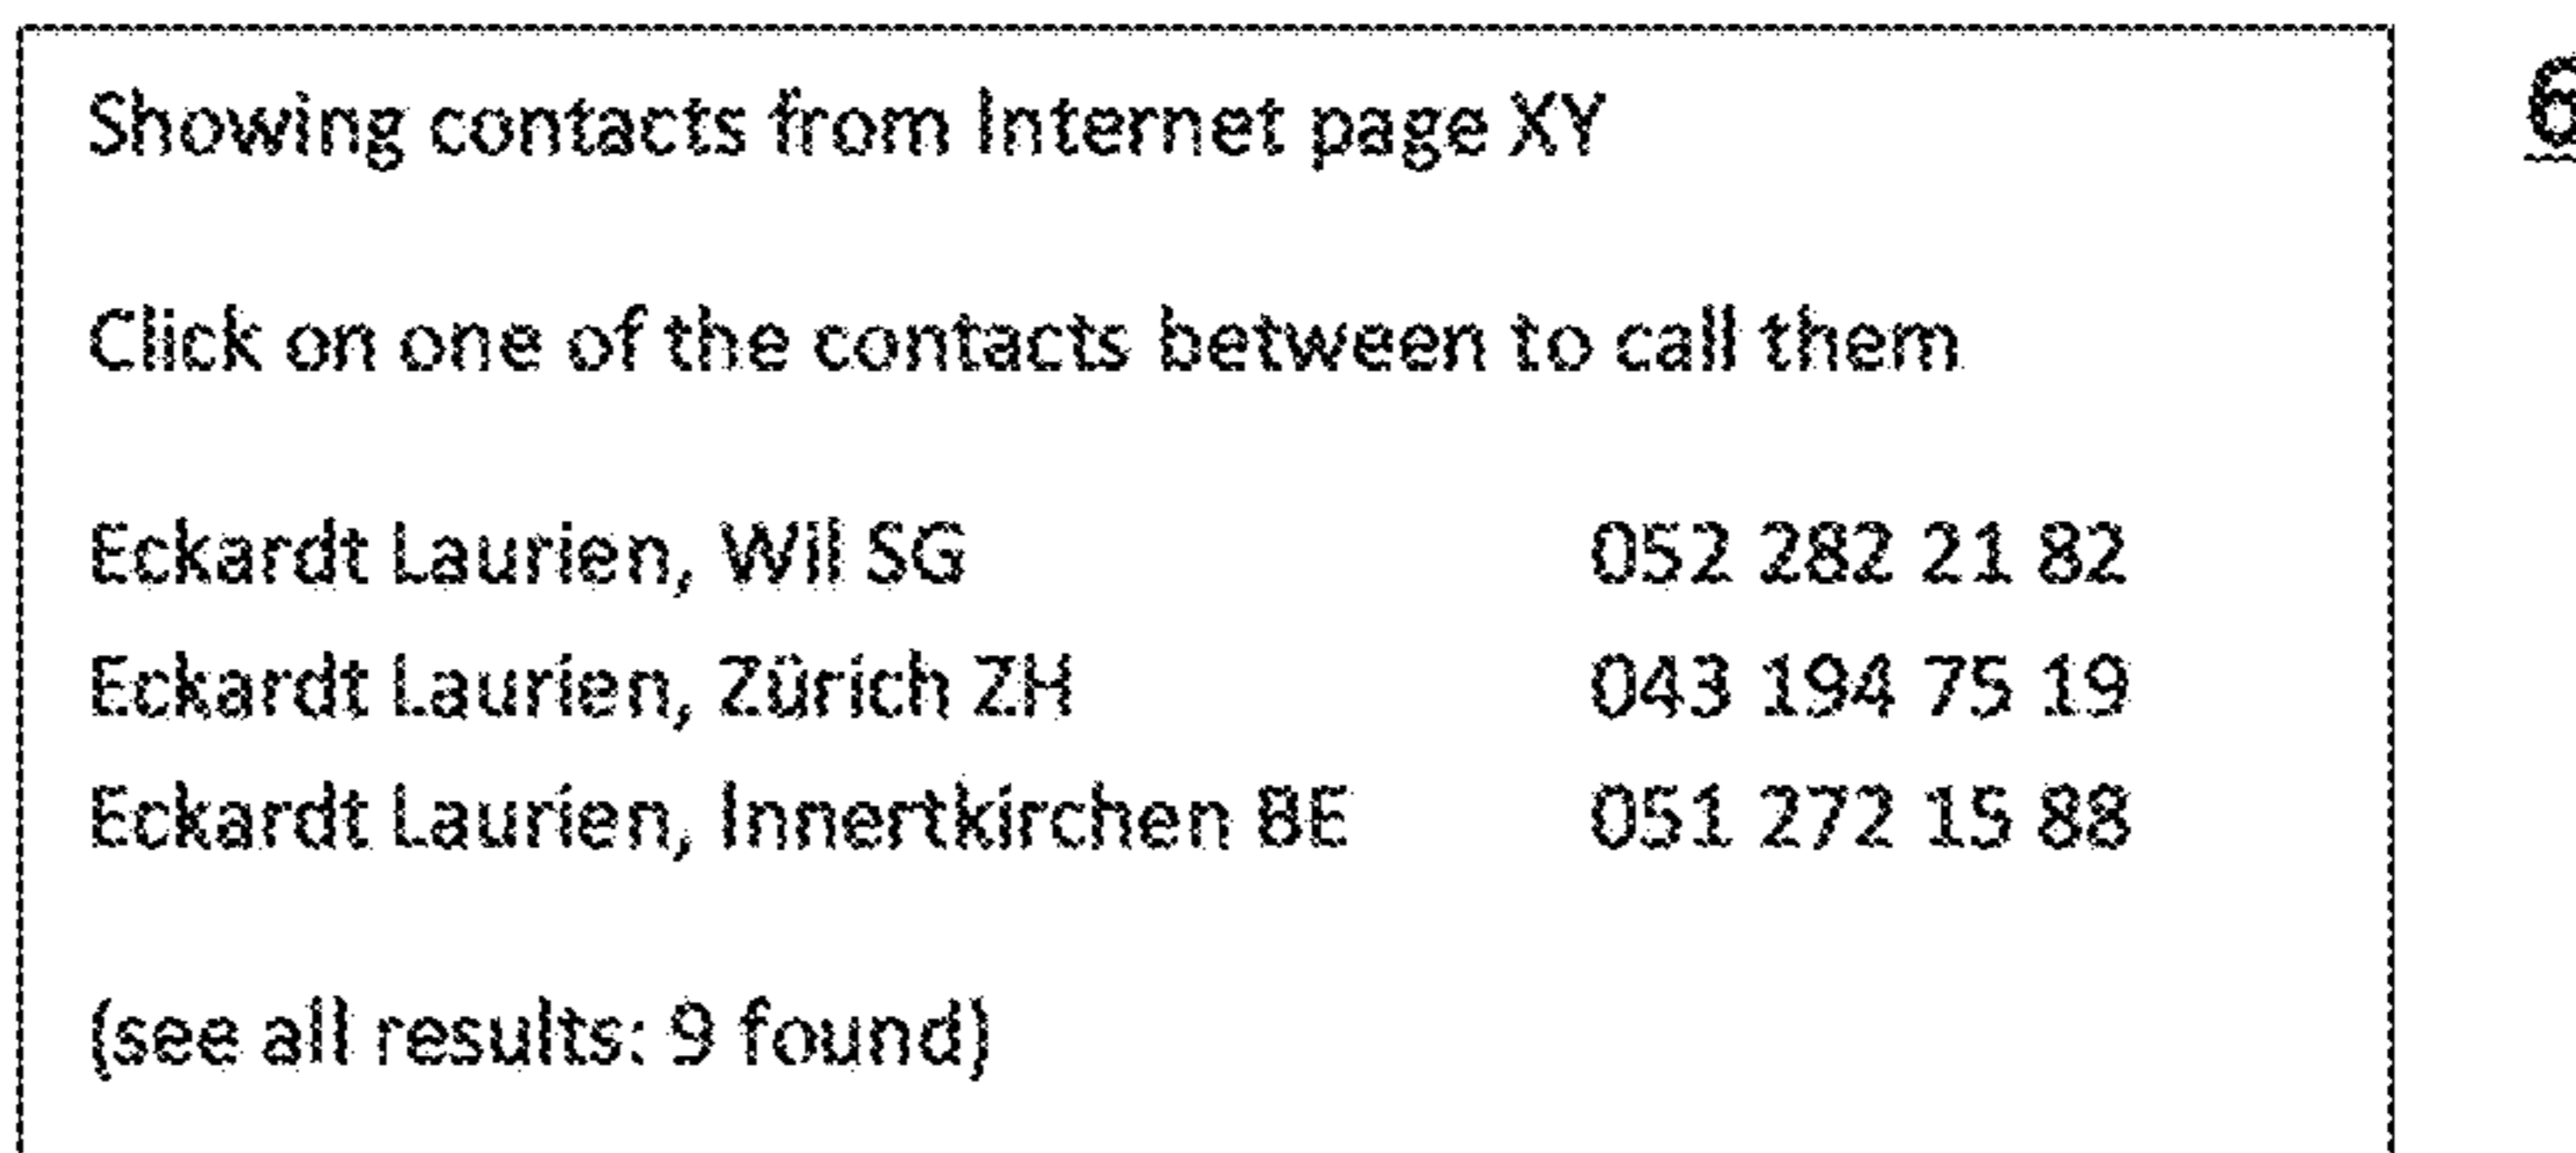 Showing contacts from Internet page XY
6
Click on one of the contacts between to call them
Eckardt Laurien, Wil SG 052 282 21 82
Eckardt Laurien, Zürich ZH 043 194 75 19
Eckardt Laurien, Innertkirchen BE 051 272 15 88
(see all results: 9 found)